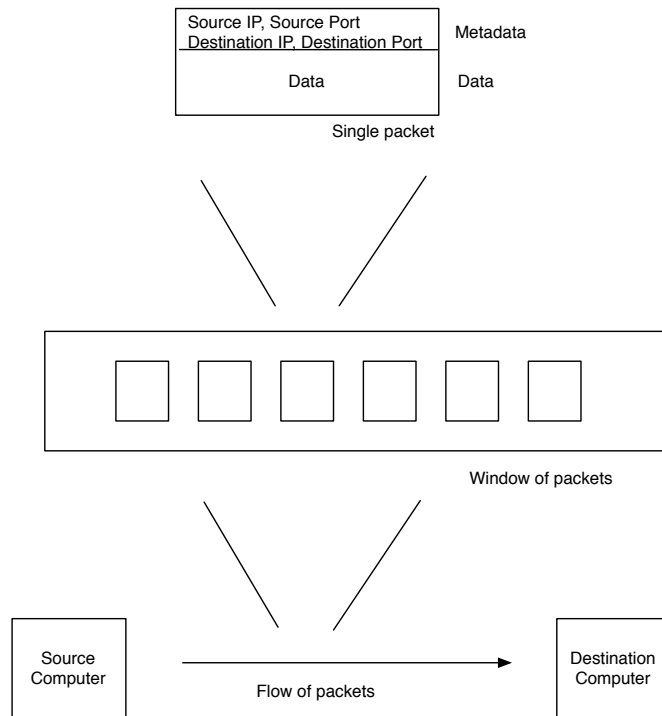 Source IP, Source Port
Destination IP, Destination Port
Metadata
Data
Data
Single packet
Window of packets
Source
Computer
Flow of packets
Destination
Computer